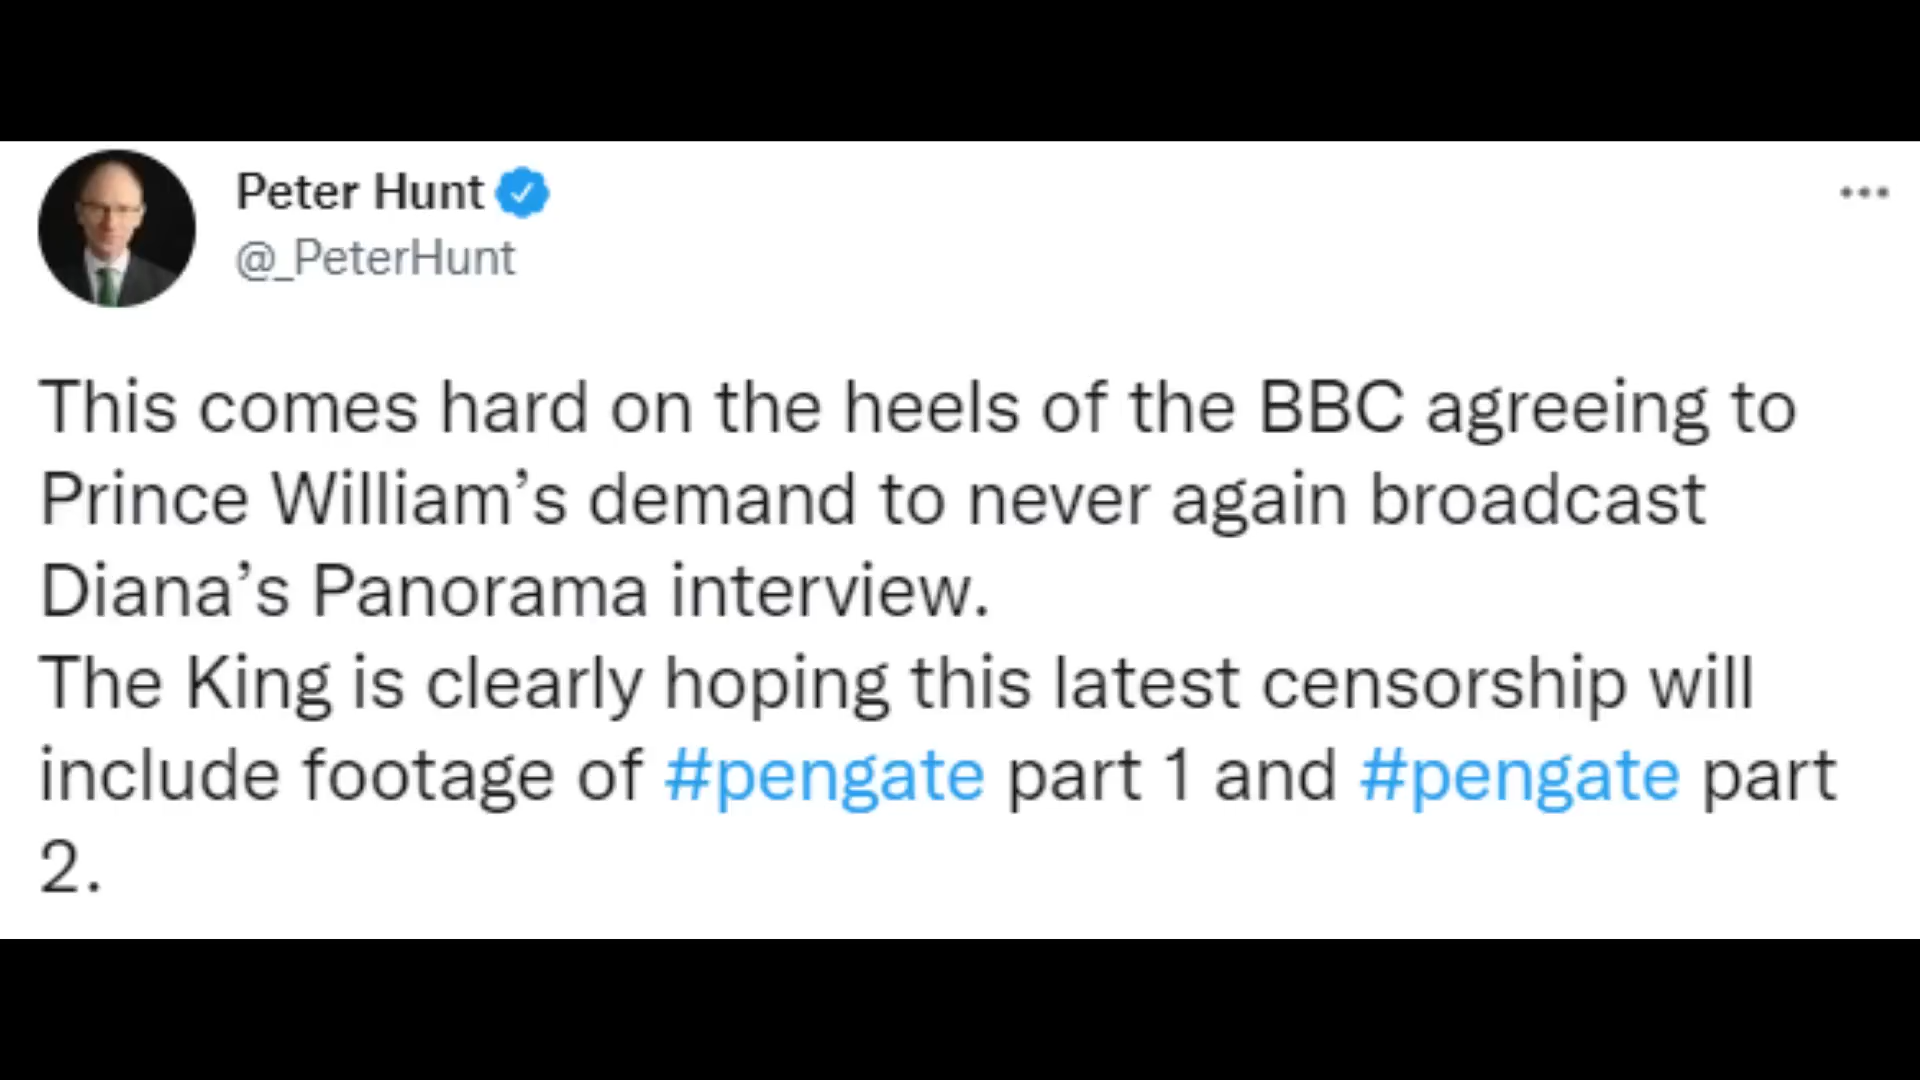 Peter Hunt
@_PeterHunt
This comes hard on the heels of the BBC agreeing to
Prince William’s demand to never again broadcast
Diana’s Panorama interview.
The King is clearly hoping this latest censorship will
include footage of #pengate part 1 and #pengate part
2.